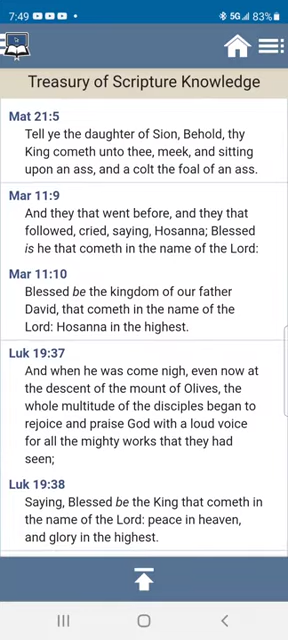 7:49
5G 83%
Treasury of Scripture Knowledge
Mat 21:5
Tell ye the daughter of Sion, Behold, thy
King cometh unto thee, meek, and sitting
upon an ass, and a colt the foal of an ass.
Mar 11:9
And they that went before, and they that
followed, cried, saying, Hosanna; Blessed
is he that cometh in the name of the Lord:
Mar 11:10
Blessed be the kingdom of our father
David, that cometh in the name of the
Lord: Hosanna in the highest.
Luk 19:37
And when he was come nigh, even now at
the descent of the mount of Olives, the
whole multitude of the disciples began to
rejoice and praise God with a loud voice
for all the mighty works that they had
seen;
Luk 19:38
Saying, Blessed be the King that cometh in
the name of the Lord: peace in heaven,
and glory in the highest.